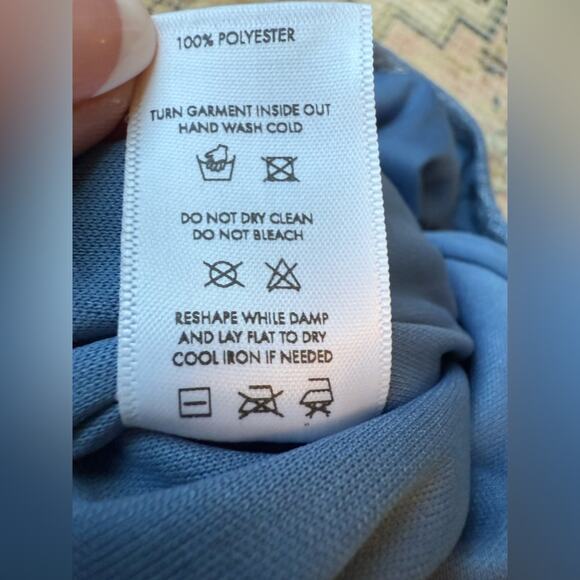 100% POLYESTER
TURN GARMENT INSIDE OUT
HAND WASH COLD
DO NOT DRY CLEAN
DO NOT BLEACH
RESHAPE WHILE DAMP
AND LAY FLAT TO DRY
COOL IRON IF NEEDED